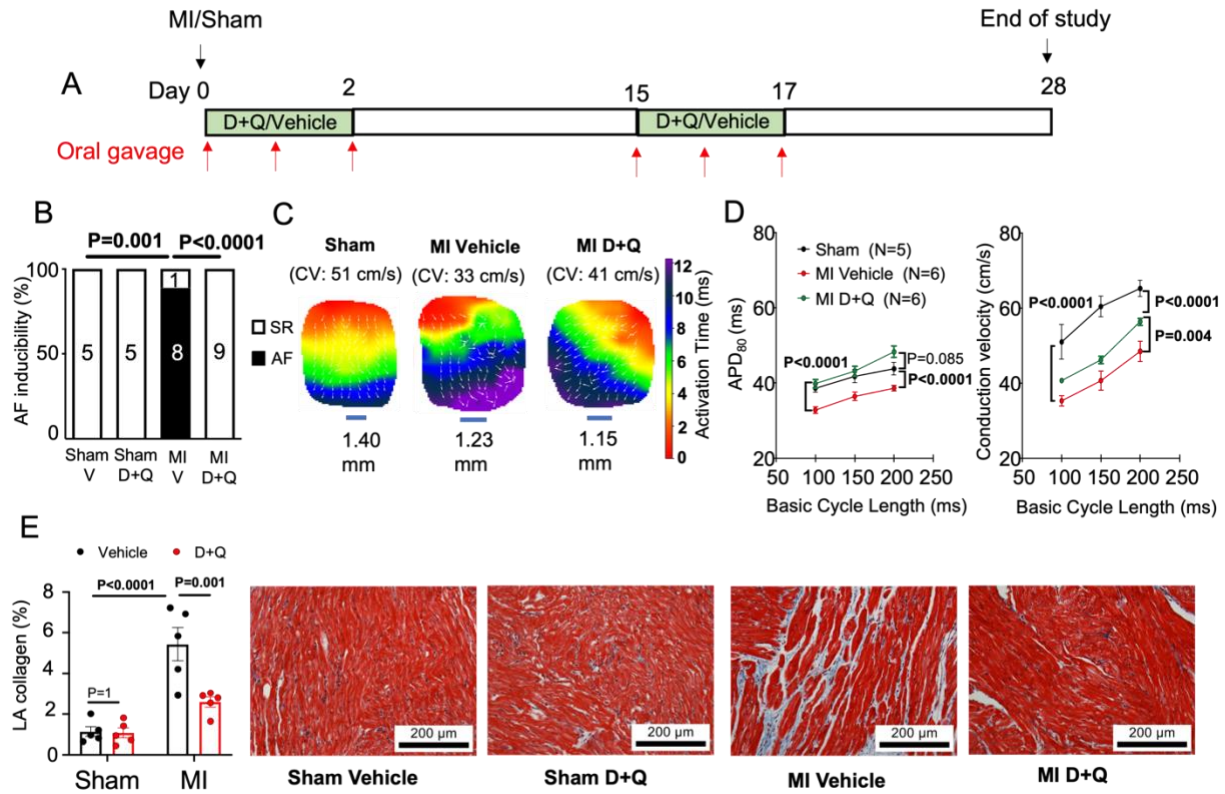 MI/Sham
End of study
A
Day 0
2
15
17
28
D+Q/Vehicle
D+Q/Vehicle
Oral gavage
B
P=0.001
P<0.0001
AF inducibility (%)
100
50
0
5
5
1
8
9
Sham V
Sham D+Q
MI V
MI D+Q
SR
AF
C
Sham
(CV: 51 cm/s)
MI Vehicle
(CV: 33 cm/s)
MI D+Q
(CV: 41 cm/s)
1.40 mm
1.23 mm
1.15 mm
12
10
8
6
4
2
0
Activation Time (ms)
D
80
60
40
20
APD80 (ms)
Sham (N=5)
MI Vehicle (N=6)
MI D+Q (N=6)
P<0.0001
P=0.085
P<0.0001
50 100 150 200 250
Basic Cycle Length (ms)
80
60
40
60
Conduction velocity (cm/s)
P<0.0001
P<0.0001
P=0.004
50 100 150 200 250
Basic Cycle Length (ms)
E
Vehicle
D+Q
P<0.0001
P=0.001
P=1
LA collagen (%)
8
6
4
2
0
Sham
MI
200 µm
200 µm
200 µm
200 µm
Sham Vehicle
Sham D+Q
MI Vehicle
MI D+Q